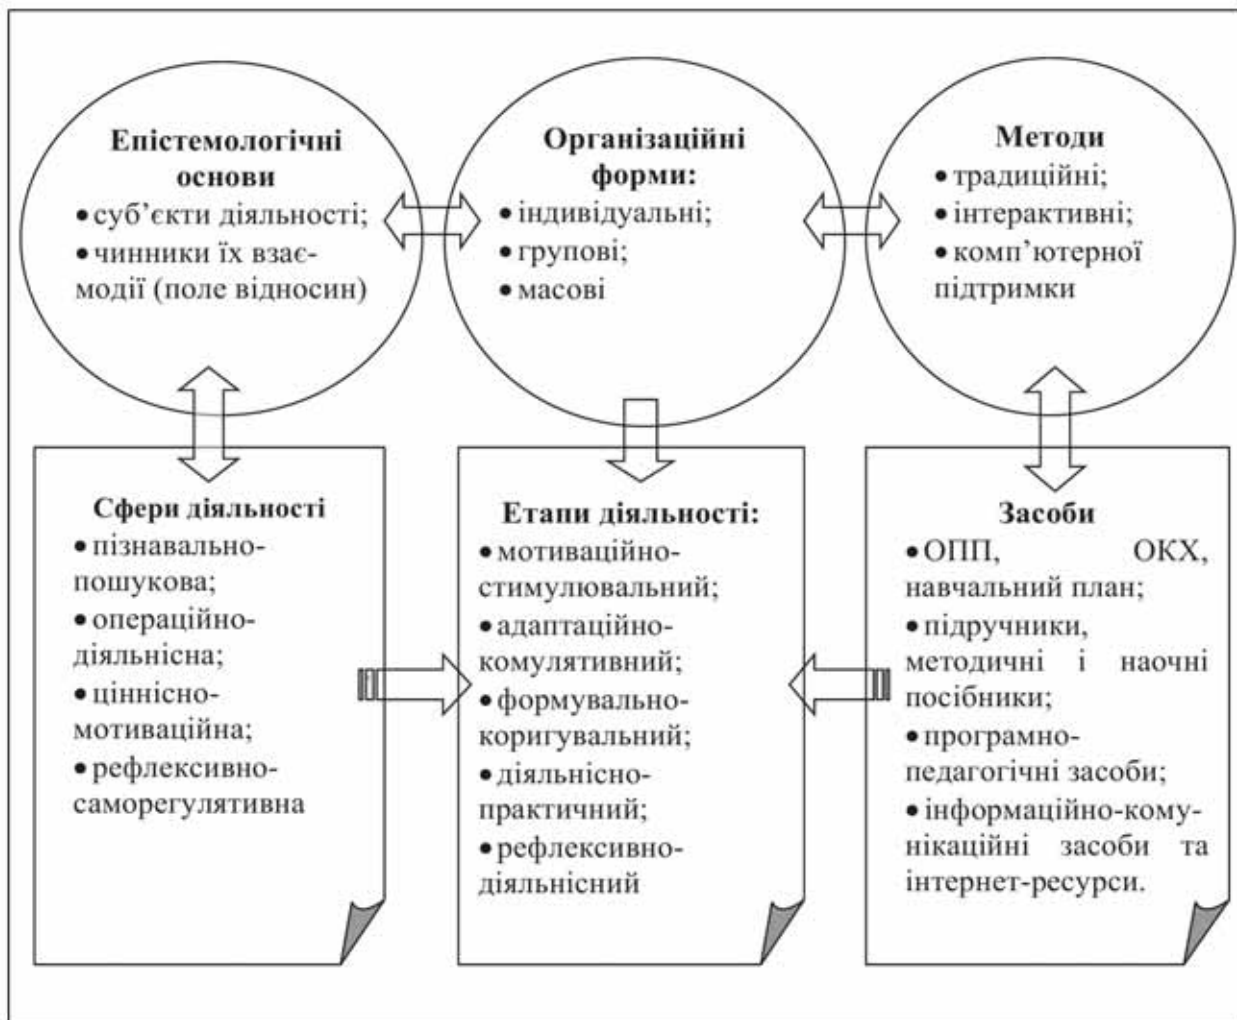 Епістемологічні
основи
• суб’єкти діяльності;
• чинники їх взає-
модії (поле відносин)
Організаційні
форми:
• індивідуальні;
• групові;
• масові
Методи
• традиційні;
• інтерактивні;
• комп’ютерної
підтримки
Сфери діяльності
• пізнавально-
пошукова;
• операційно-
діяльнісна;
• ціннісно-
мотиваційна;
• рефлексивно-
саморегулятивна
Етапи діяльності:
• мотиваційно-
стимулювальний;
• адаптаційно-
комулятивний;
• формувально-
коригувальний;
• діяльнісно-
практичний;
• рефлексивно-
діяльнісний
Засоби
• ОПП, ОКХ,
навчальний план;
• підручники,
методичні і наочні
посібники;
• програмно-
педагогічні засоби;
• інформаційно-кому-
нікаційні засоби та
інтернет-ресурси.